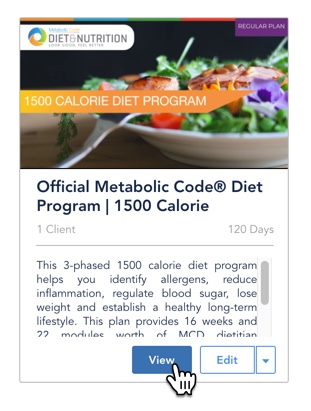 Metabolic Code
DIET&NUTRITION
LOOK GOOD, FEEL BETTER
REGULAR PLAN
1500 CALORIE DIET PROGRAM
Official Metabolic Code® Diet
Program | 1500 Calorie
1 Client
120 Days
This 3-phased 1500 calorie diet program
helps you identify allergens, reduce
inflammation, regulate blood sugar, lose
weight and establish a healthy long-term
lifestyle. This plan provides 16 weeks and
22 modules worth of MCD dietitian
View
Edit